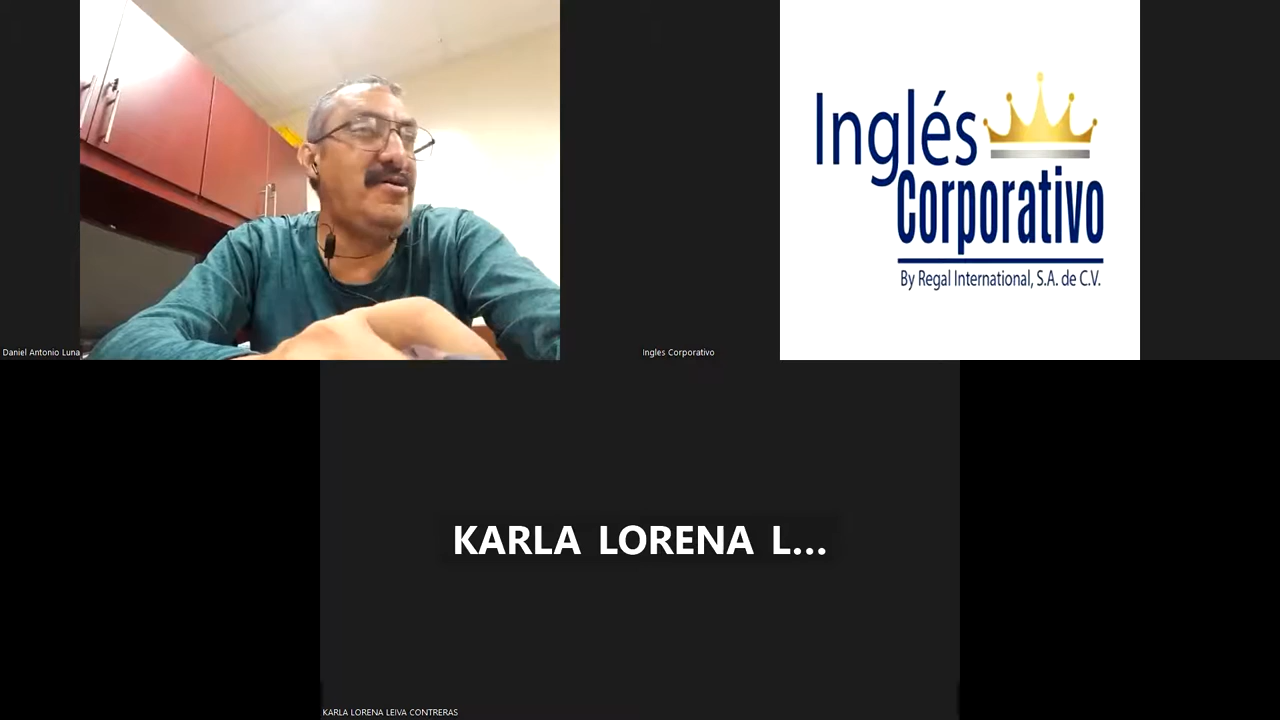 Inglés
Corporativo
By Regal International, S.A. de C.V.
Daniel Antonio Luna
Ingles Corporativo
KARLA LORENA L...
KARLA LORENA LEIVA CONTRERAS